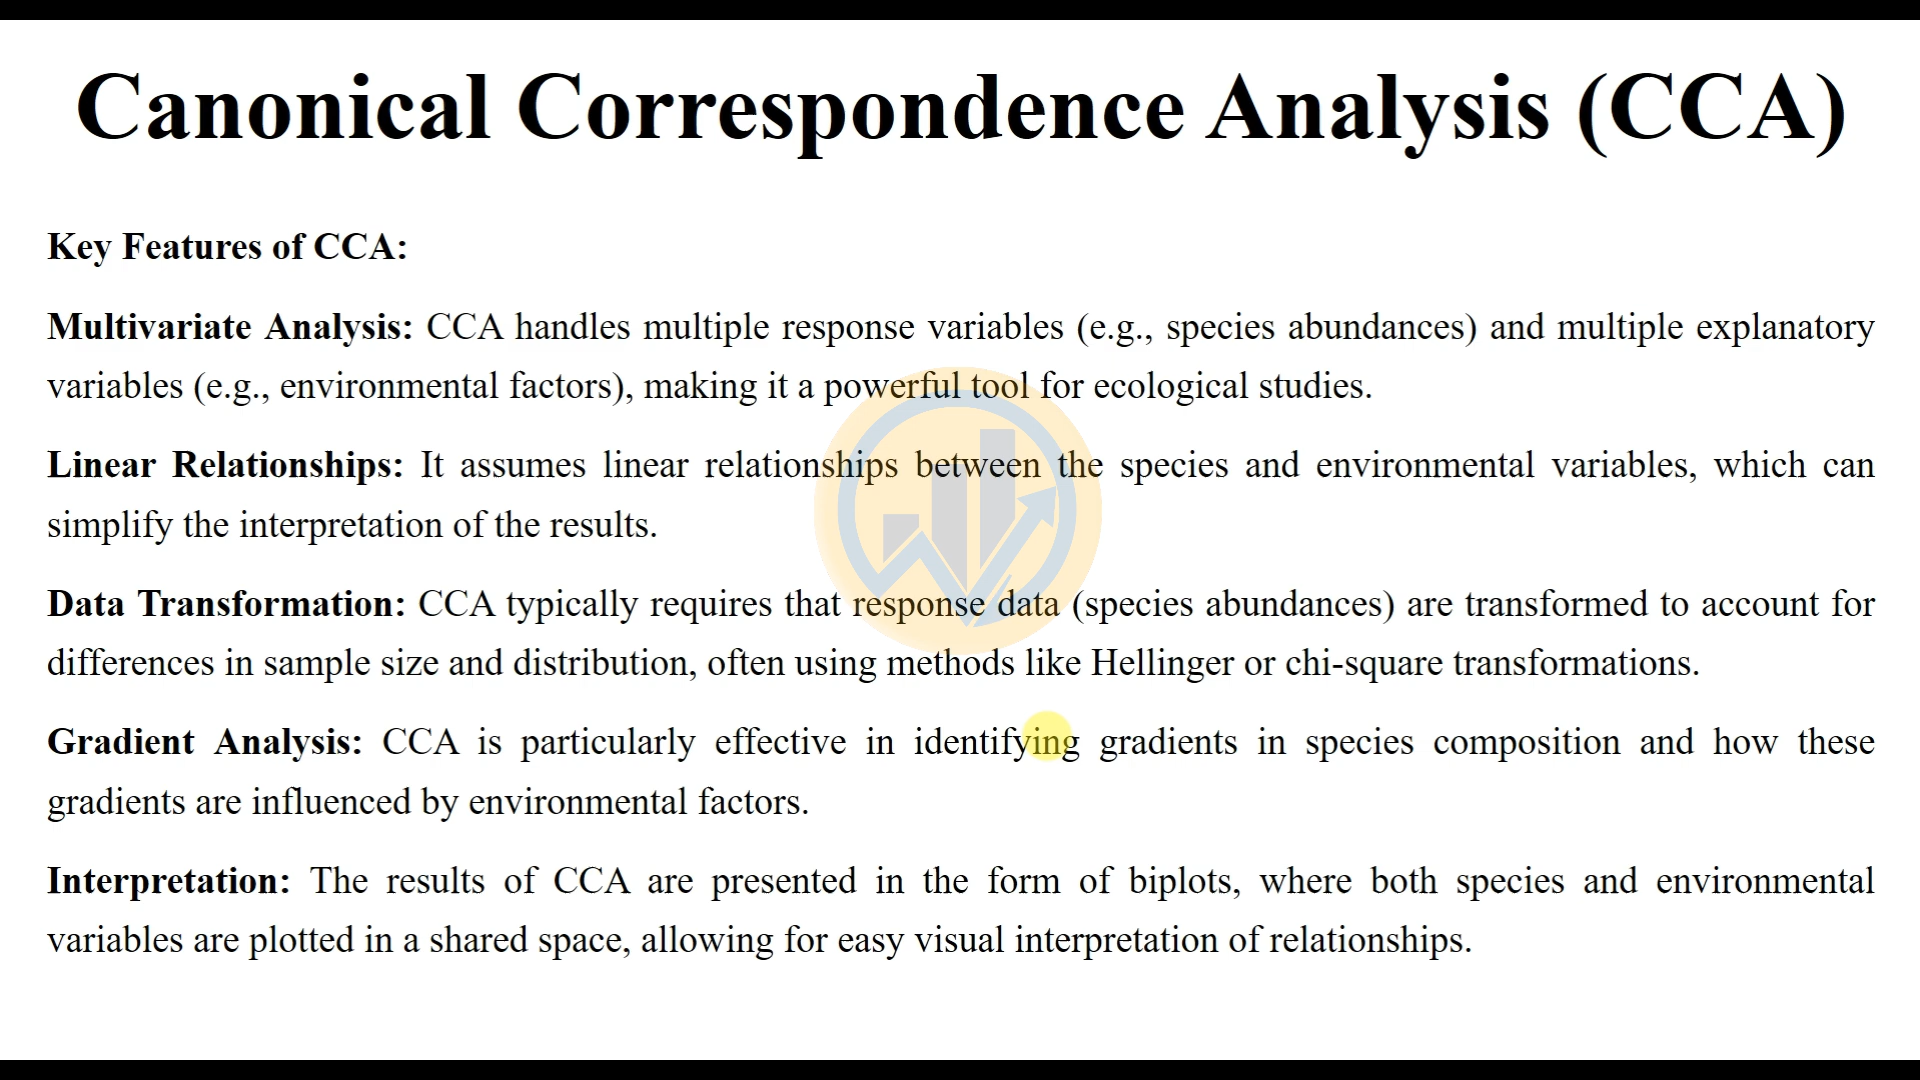 Canonical Correspondence Analysis (CCA)
Key Features of CCA:
Multivariate Analysis: CCA handles multiple response variables (e.g., species abundances) and multiple explanatory
variables (e.g., environmental factors), making it a powerful tool for ecological studies.
Linear Relationships: It assumes linear relationships between the species and environmental variables, which can
simplify the interpretation of the results.
Data Transformation: CCA typically requires that response data (species abundances) are transformed to account for
differences in sample size and distribution, often using methods like Hellinger or chi-square transformations.
Gradient Analysis: CCA is particularly effective in identifying gradients in species composition and how these
gradients are influenced by environmental factors.
Interpretation: The results of CCA are presented in the form of biplots, where both species and environmental
variables are plotted in a shared space, allowing for easy visual interpretation of relationships.